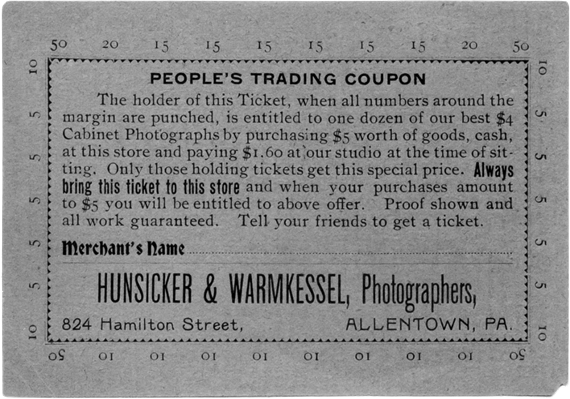 50 20 15 15 15 15 15 15 20 50
10
5
5
5
5
5
10
PEOPLE'S TRADING COUPON
The holder of this Ticket, when all numbers around the
margin are punched, is entitled to one dozen of our best $4
Cabinet Photographs by purchasing $5 worth of goods, cash,
at this store and paying $1.60 at our studio at the time of sit-
ting. Only those holding tickets get this special price. Always
bring this ticket to this store and when your purchases amount
to $5 you will be entitled to above offer. Proof shown and
all work guaranteed. Tell your friends to get a ticket.
Merchant's Name
HUNSICKER & WARMKESSEL, Photographers,
824 Hamilton Street, ALLENTOWN, PA.
10
5
5
5
5
5
10
50 10 10 10 10 10 10 10 10 50